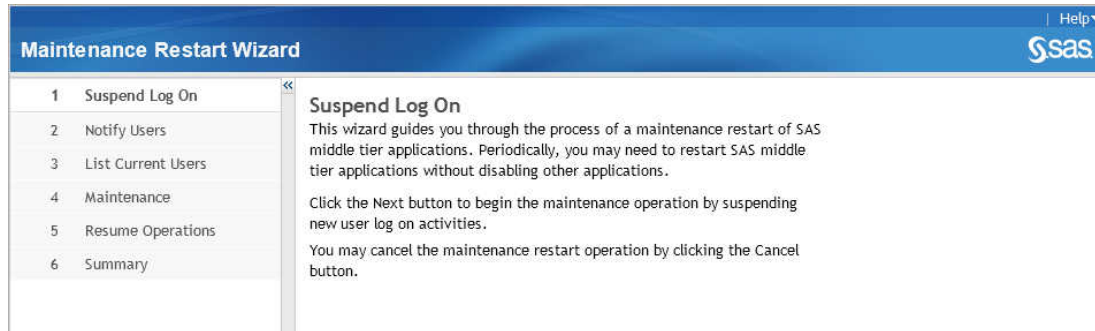 | Help
Maintenance Restart Wizard
sas
1 Suspend Log On
2 Notify Users
3 List Current Users
4 Maintenance
5 Resume Operations
6 Summary
«
Suspend Log On
This wizard guides you through the process of a maintenance restart of SAS
middle tier applications. Periodically, you may need to restart SAS middle
tier applications without disabling other applications.
Click the Next button to begin the maintenance operation by suspending
new user log on activities.
You may cancel the maintenance restart operation by clicking the Cancel
button.